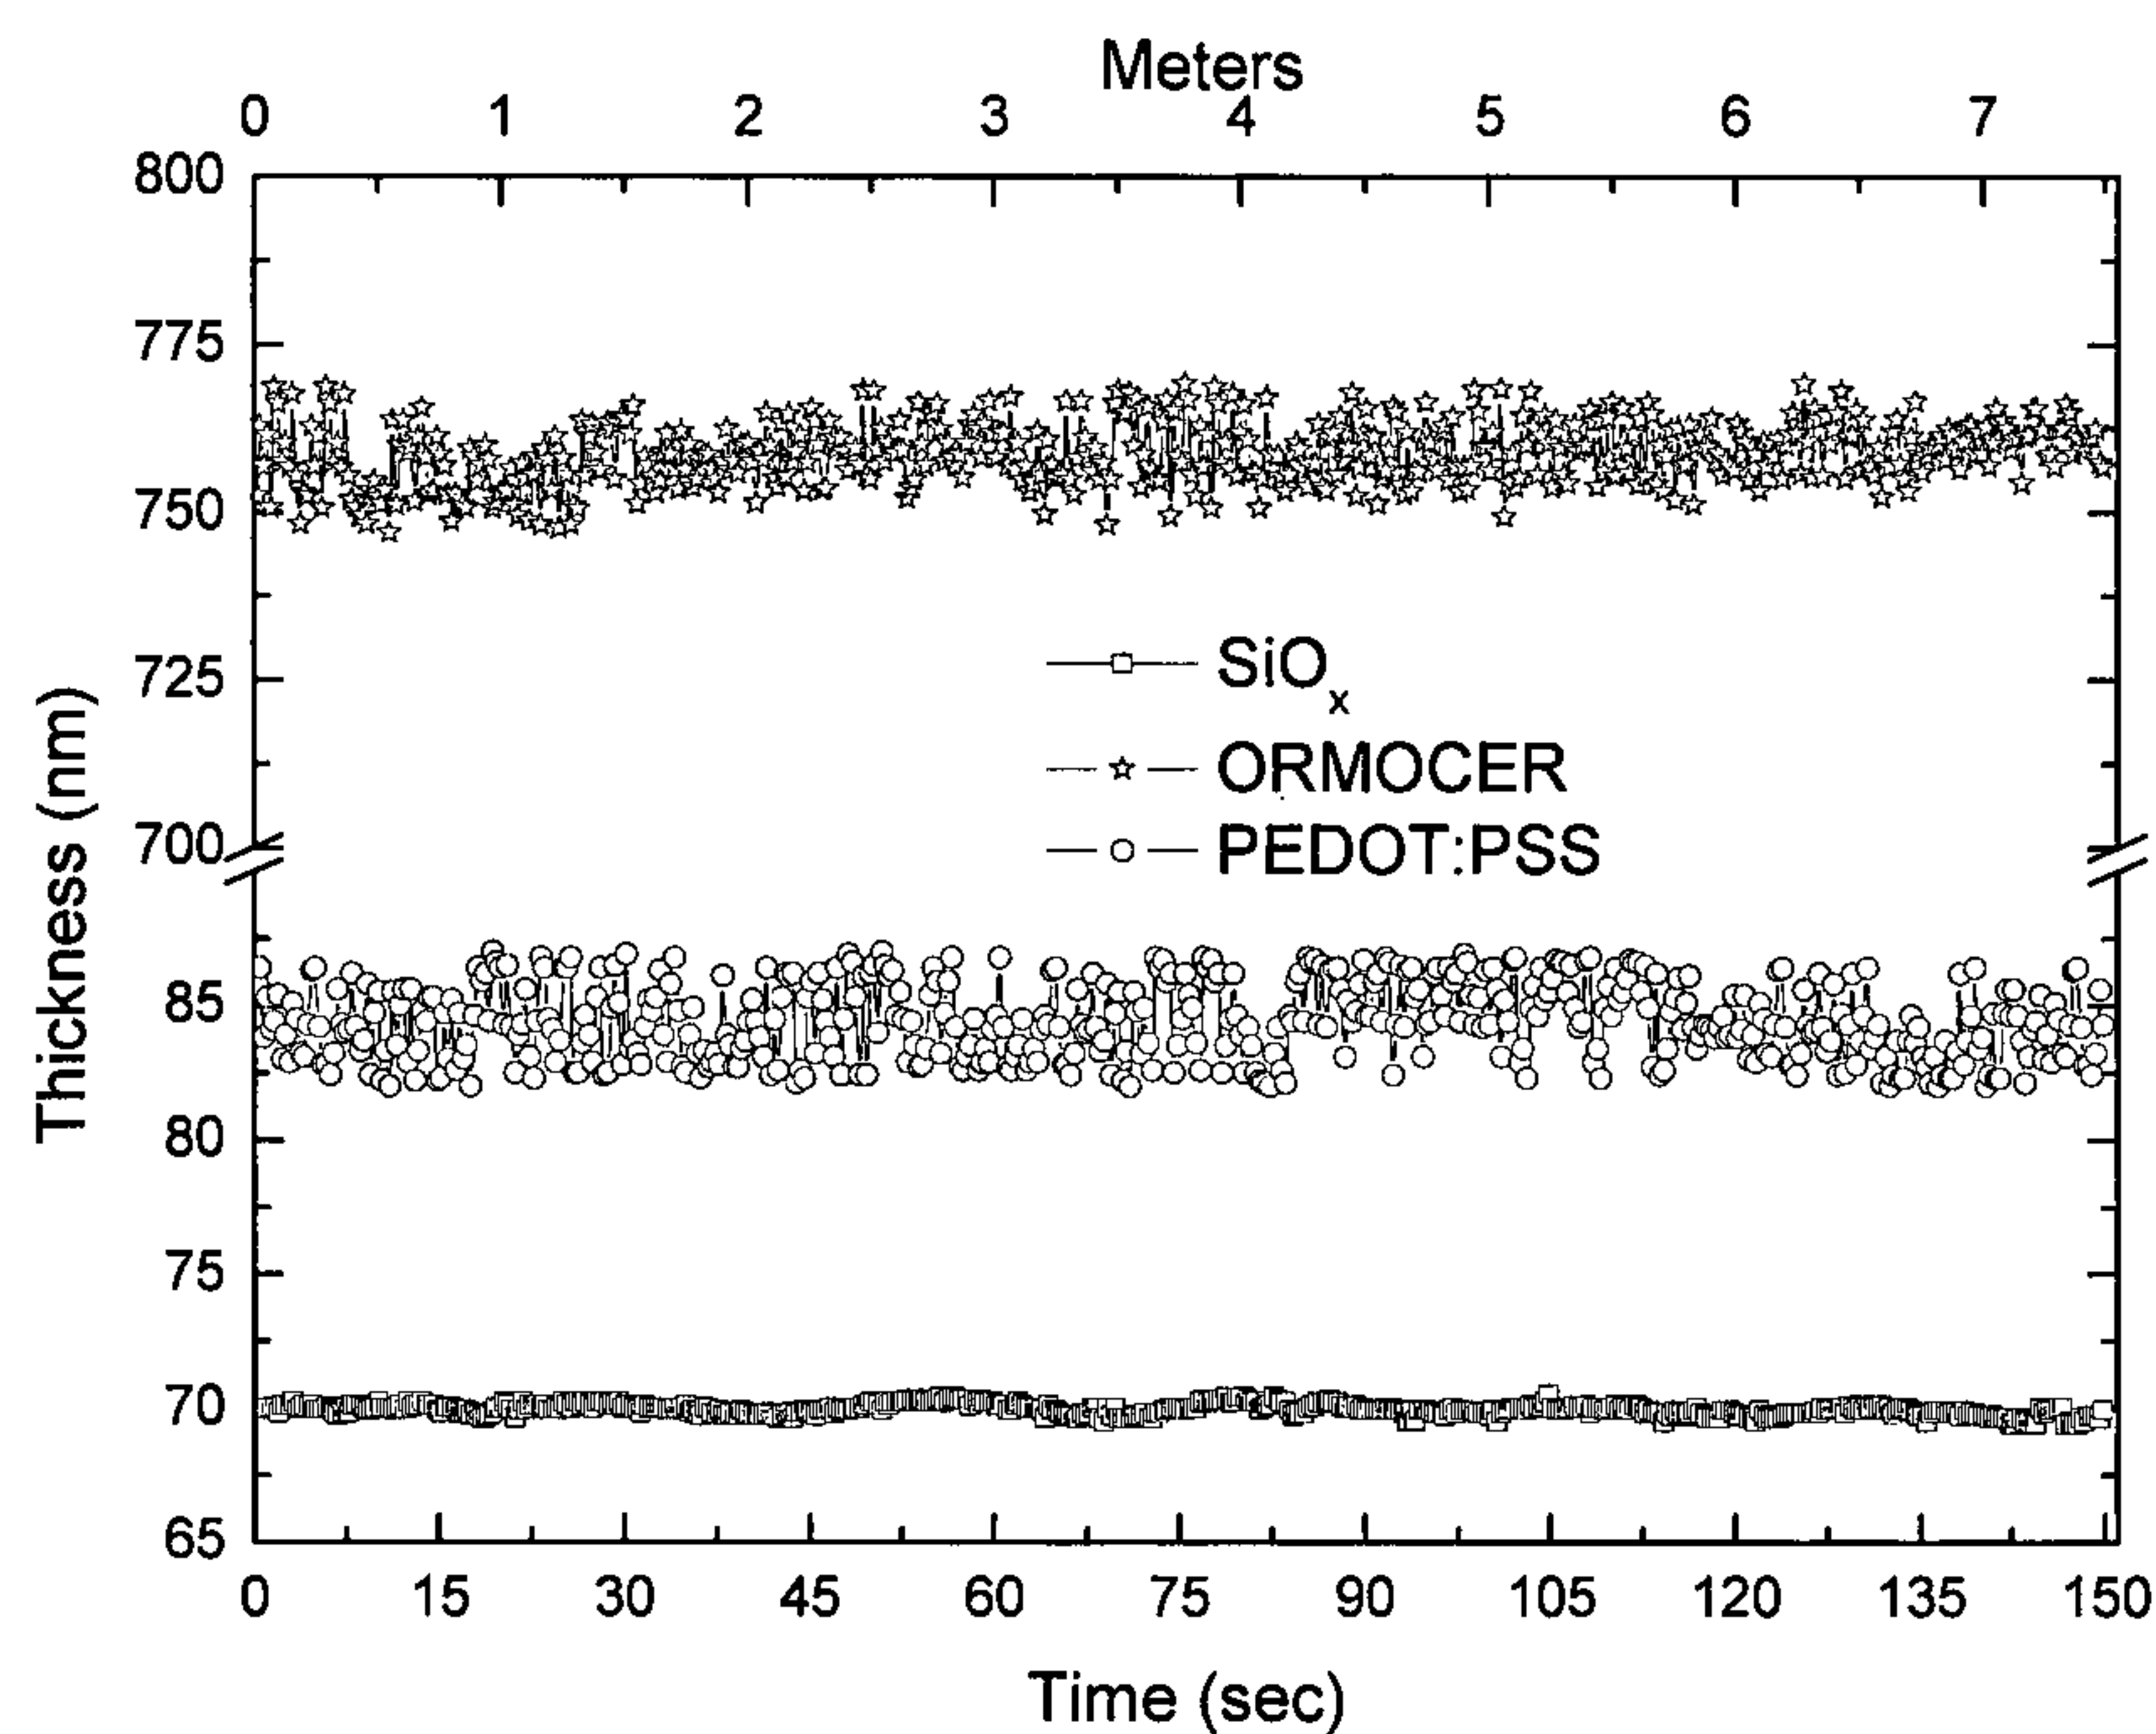 Meters
0 1 2 3 4 5 6 7
800
775
750
725
700
85
80
75
70
65
Thickness (nm)
SiOx
ORMOCER
PEDOT:PSS
0 15 30 45 60 75 90 105 120 135 150
Time (sec)